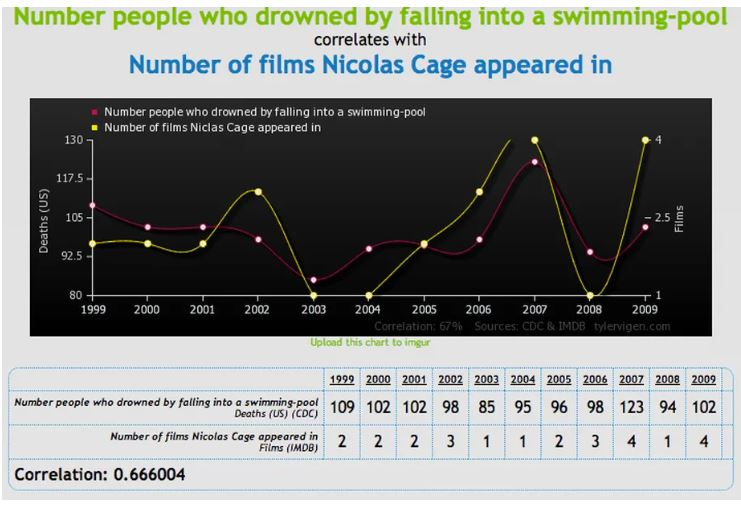 Number people who drowned by falling into a swimming-pool
correlates with
Number of films Nicolas Cage appeared in
Number people who drowned by falling into a swimming-pool
Number of films Niclas Cage appeared in
130
117.5
105
92.5
80
Deaths (US)
4
2.5
1
Films
1999 2000 2001 2002 2003 2004 2005 2006 2007 2008 2009
Correlation: 67% Sources: CDC & IMDB tylervigen.com
Upload this chart to imgur
1999 2000 2001 2002 2003 2004 2005 2006 2007 2008 2009
Number people who drowned by falling into a swimming-pool
Deaths (US) (CDC)
109 102 102 98 85 95 96 98 123 94 102
Number of films Nicolas Cage appeared in
Films (IMDB)
2 2 2 3 1 1 2 3 4 1 4
Correlation: 0.666004